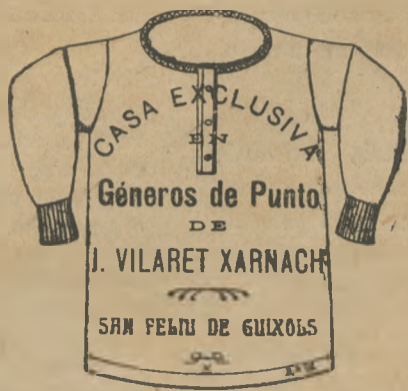 CASA EXCLUSIVA
EN
Géneros de Punto
DE
J. VILARET XARNACH
SAN FELIU DE GUIXOLS